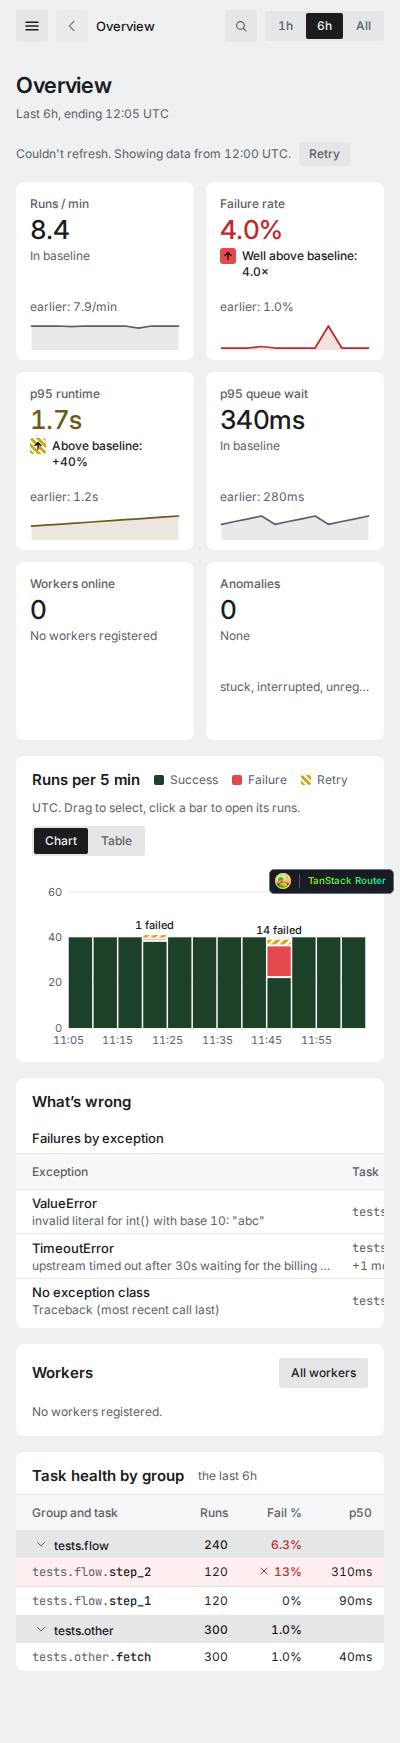 Overview
1h 6h All
Overview
Last 6h, ending 12:05 UTC
Couldn't refresh. Showing data from 12:00 UTC. Retry
Runs / min
8.4
In baseline
earlier: 7.9/min
Failure rate
4.0%
Well above baseline:
4.0×
earlier: 1.0%
p95 runtime
1.7s
Above baseline:
+40%
earlier: 1.2s
p95 queue wait
340ms
In baseline
earlier: 280ms
Workers online
0
No workers registered
Anomalies
0
None
stuck, interrupted, unreg...
Runs per 5 min Success Failure Retry
UTC. Drag to select, click a bar to open its runs.
Chart Table
TanStack Router
60
1 failed
14 failed
40
20
0
11:05 11:15 11:25 11:35 11:45 11:55
What's wrong
Failures by exception
Exception Task
ValueError
invalid literal for int() with base 10: "abc"
tests
TimeoutError
upstream timed out after 30s waiting for the billing ...
tests
+1 mo
No exception class
Traceback (most recent call last)
tests
Workers
All workers
No workers registered.
Task health by group the last 6h
Group and task Runs Fail % p50
tests.flow 240 6.3%
tests.flow.step_2 120 × 13% 310ms
tests.flow.step_1 120 0% 90ms
tests.other 300 1.0%
tests.other.fetch 300 1.0% 40ms